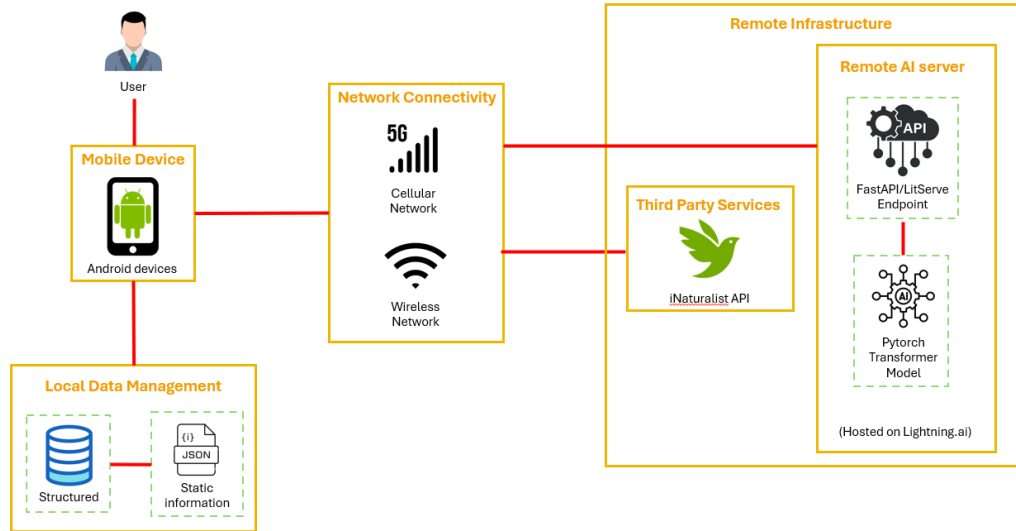 Remote Infrastructure
User
Network Connectivity
5G
Cellular
Network
Wireless
Network
Remote AI server
API
FastAPI/LitServe
Endpoint
AI
Pytorch
Transformer
Model
(Hosted on Lightning.ai)
Mobile Device
Android devices
Third Party Services
iNaturalist API
Local Data Management
Structured
{i}
JSON
Static
information